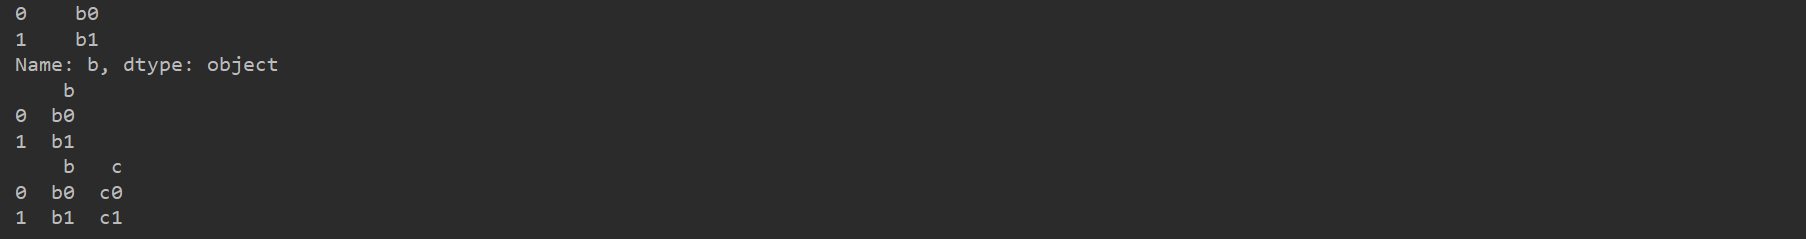 0    b0
1    b1
Name: b, dtype: object
    b
0  b0
1  b1
    b   c
0  b0  c0
1  b1  c1